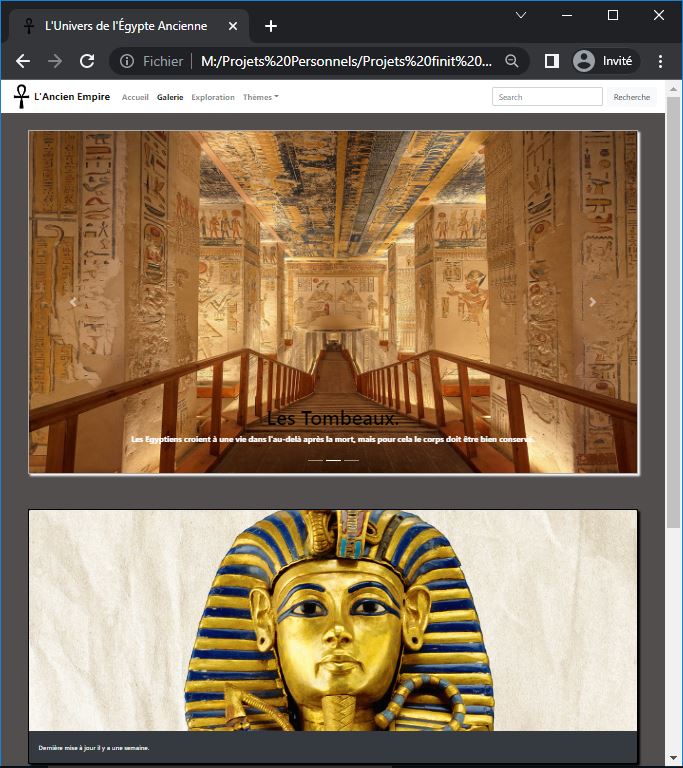 L'Univers de l'Égypte Ancienne
Fichier M:/Projets%20Personnels/Projets%20finit%20... Invité
L'Ancien Empire Accueil Galerie Exploration Thèmes Search Recherche
Les Tombeaux.
Les Egyptiens croient à une vie dans l'au-delà après la mort, mais pour cela le corps doit être bien conservé.
Dernière mise à jour il y a une semaine.